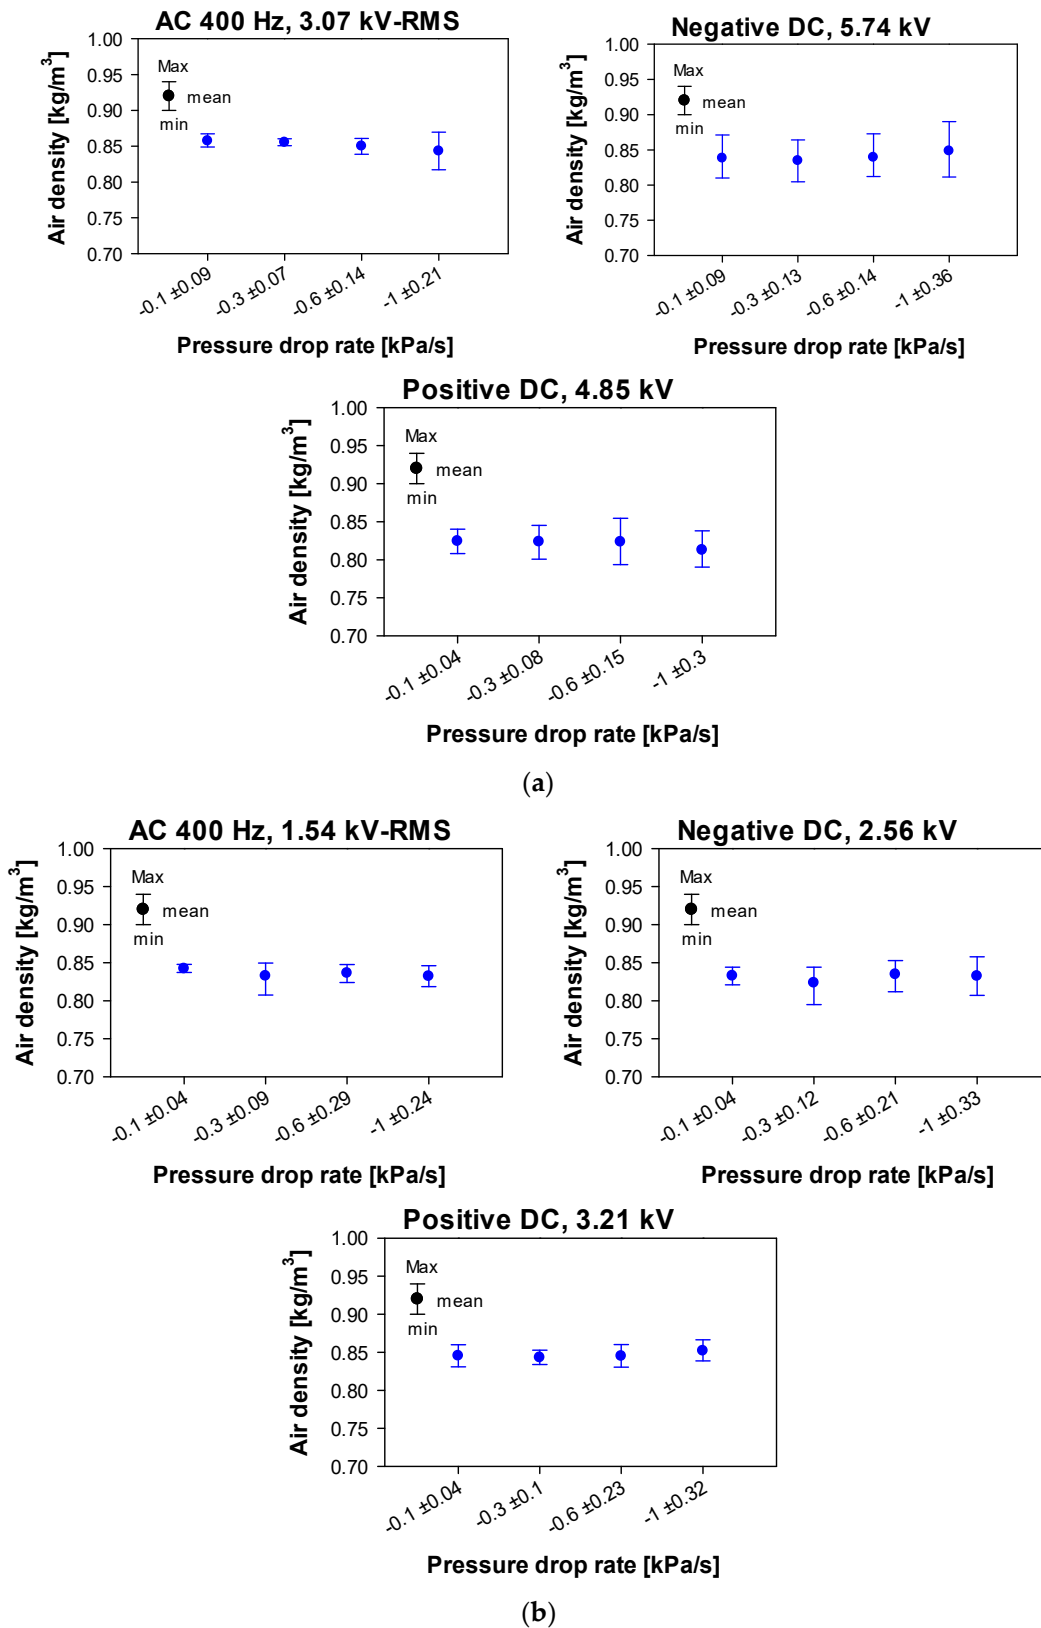 AC 400 Hz, 3.07 kV-RMS
Air density [kg/m³]
1.00
0.95
0.90
0.85
0.80
0.75
0.70
Max
mean
min
-0.1 ±0.09
-0.3 ±0.07
-0.6 ±0.14
-1 ±0.21
Pressure drop rate [kPa/s]
Negative DC, 5.74 kV
Air density [kg/m³]
1.00
0.95
0.90
0.85
0.80
0.75
0.70
Max
mean
min
-0.1 ±0.09
-0.3 ±0.13
-0.6 ±0.14
-1 ±0.36
Pressure drop rate [kPa/s]
Positive DC, 4.85 kV
Air density [kg/m³]
1.00
0.95
0.90
0.85
0.80
0.75
0.70
Max
mean
min
-0.1 ±0.04
-0.3 ±0.08
-0.6 ±0.15
-1 ±0.3
Pressure drop rate [kPa/s]
(a)
AC 400 Hz, 1.54 kV-RMS
Air density [kg/m³]
1.00
0.95
0.90
0.85
0.80
0.75
0.70
Max
mean
min
-0.1 ±0.04
-0.3 ±0.09
-0.6 ±0.29
-1 ±0.24
Pressure drop rate [kPa/s]
Negative DC, 2.56 kV
Air density [kg/m³]
1.00
0.95
0.90
0.85
0.80
0.75
0.70
Max
mean
min
-0.1 ±0.04
-0.3 ±0.12
-0.6 ±0.21
-1 ±0.33
Pressure drop rate [kPa/s]
Positive DC, 3.21 kV
Air density [kg/m³]
1.00
0.95
0.90
0.85
0.80
0.75
0.70
Max
mean
min
-0.1 ±0.04
-0.3 ±0.1
-0.6 ±0.23
-1 ±0.32
Pressure drop rate [kPa/s]
(b)